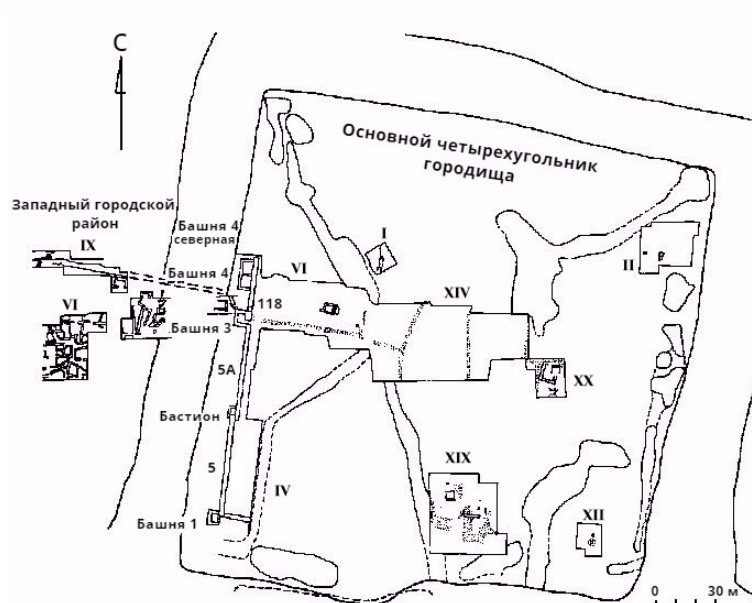 С
Основной четырехугольник
городища
Западный городской
район
IX
Башня 4
северная
Башня 4
I
II
VI
VI
118
XIV
Башня 3
5А
XX
Бастион
5
IV
XIX
XII
Башня 1
0 30 м